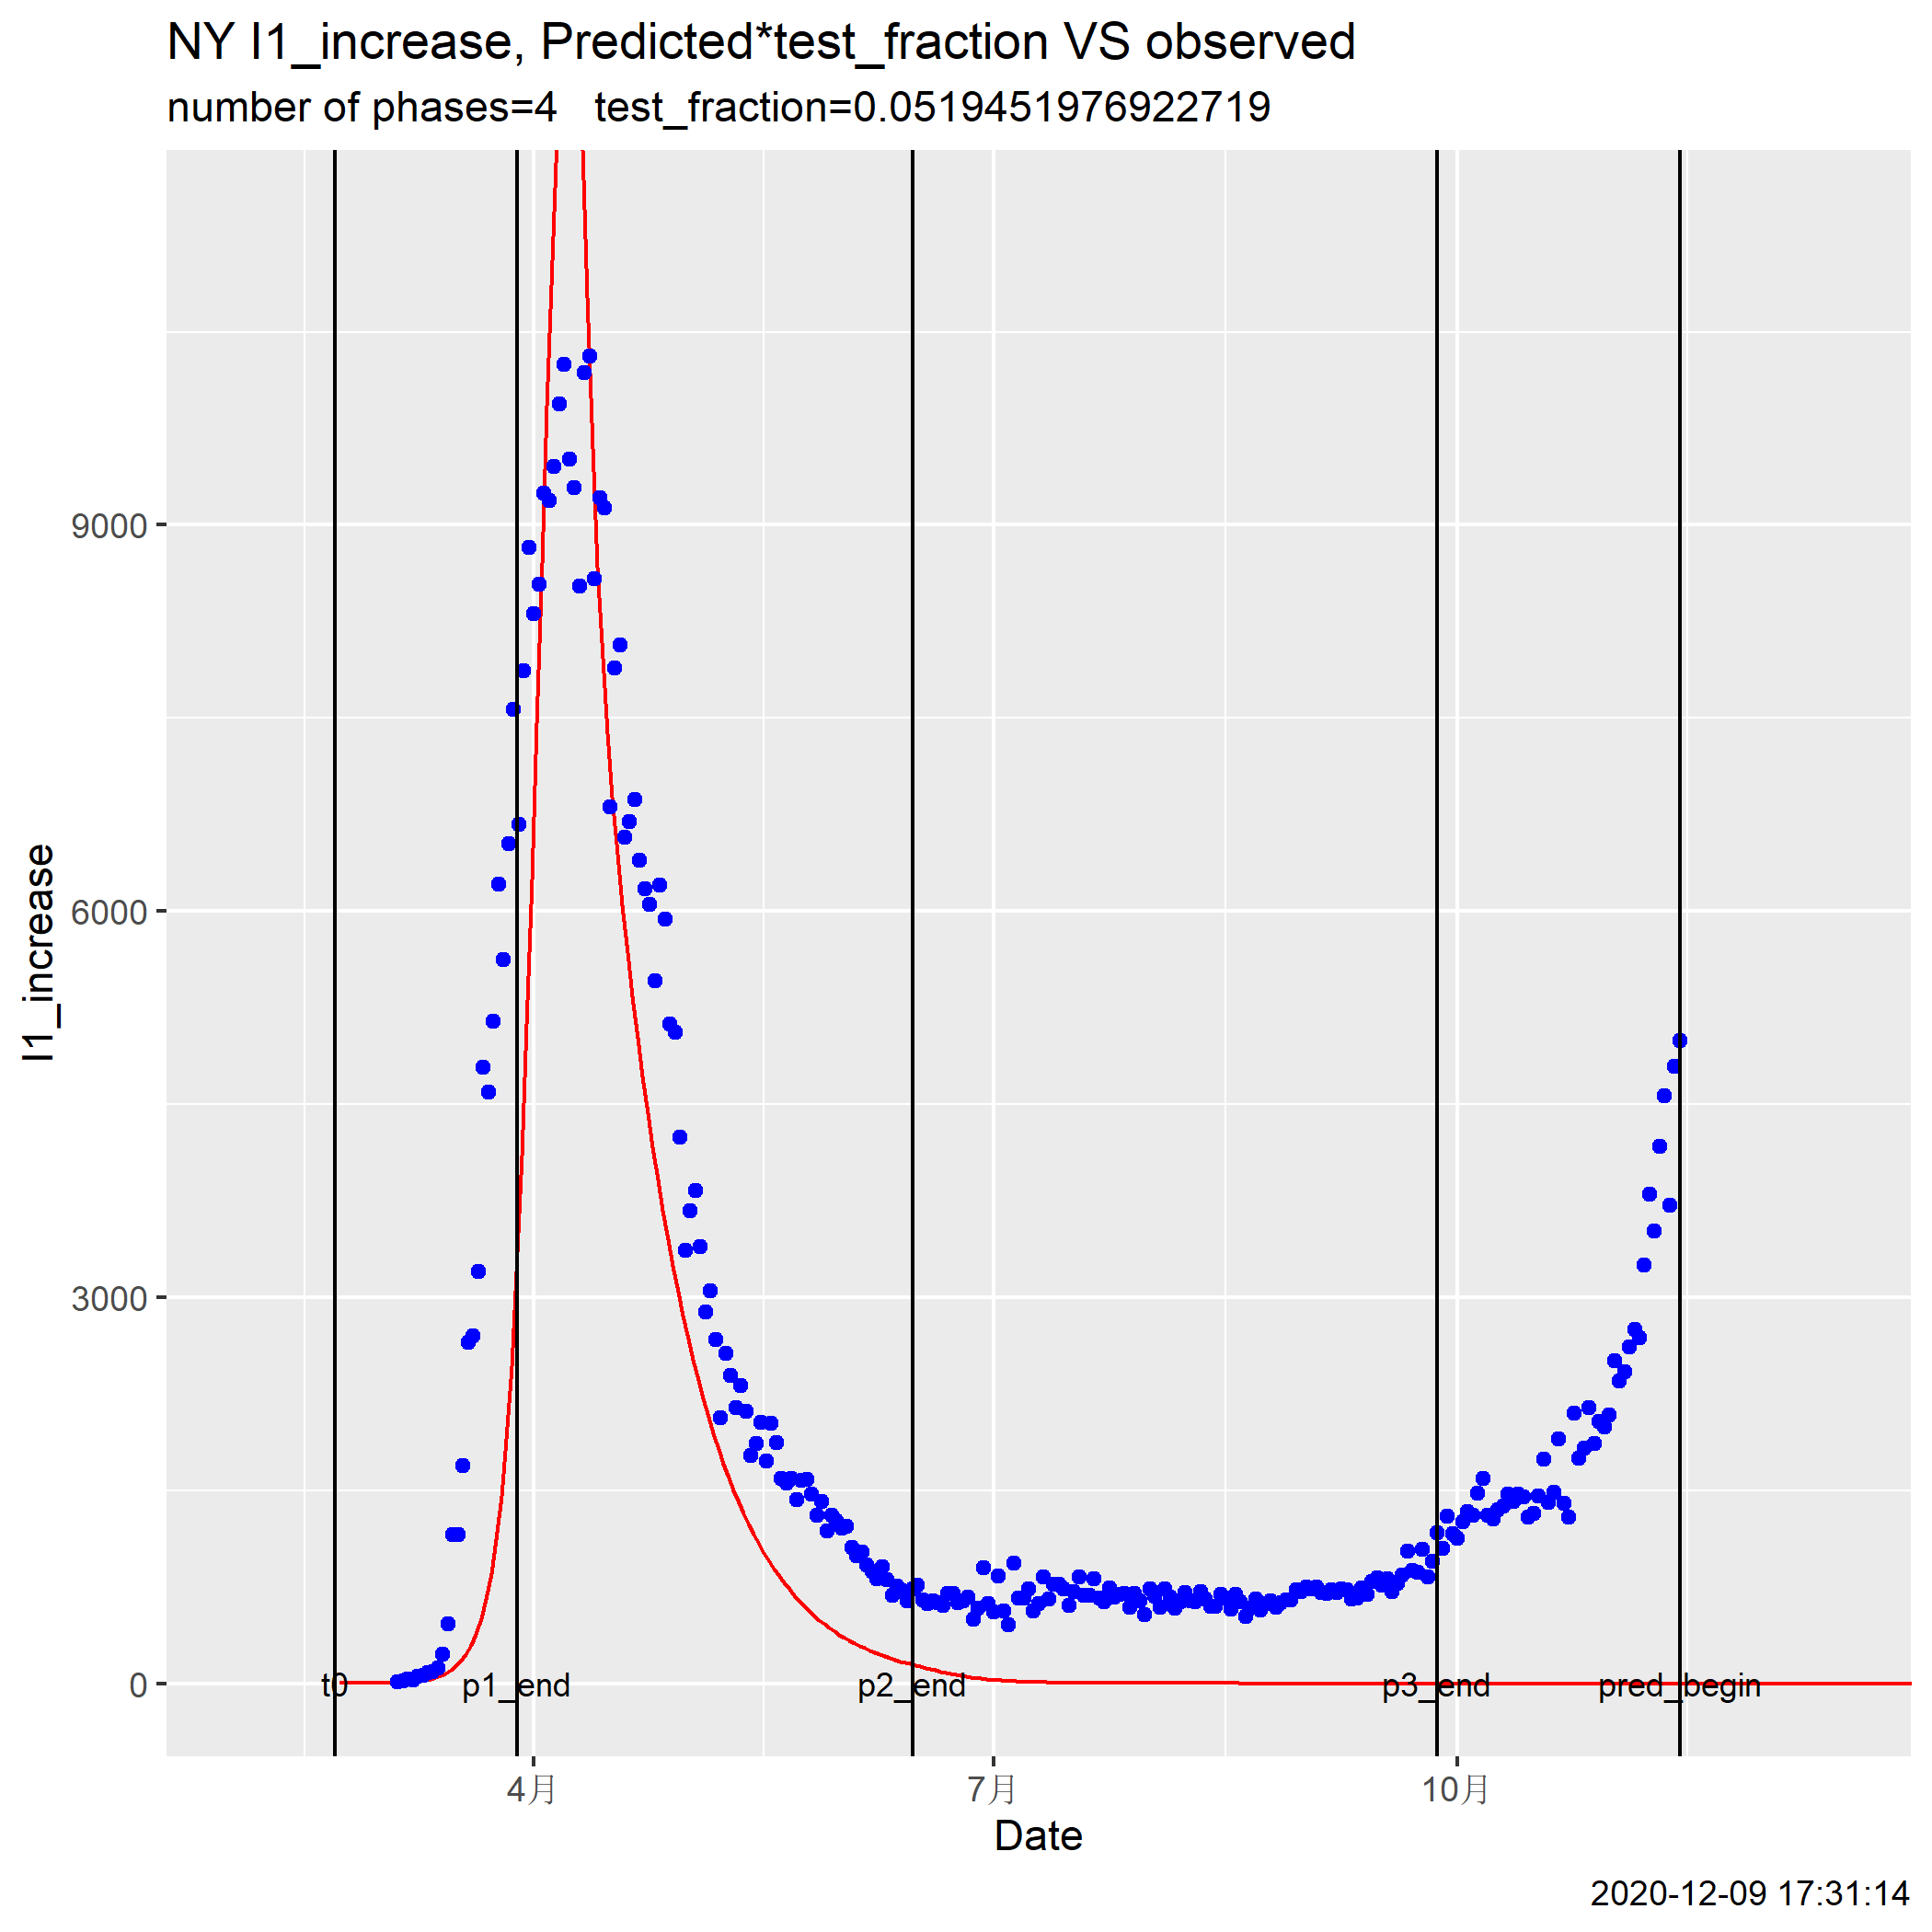 NY I1_increase, Predicted*test_fraction VS observed
number of phases=4   test_fraction=0.0519451976922719
I1_increase
9000
6000
3000
0
t0
p1_end
p2_end
p3_end
pred_begin
4月
7月
10月
Date
2020-12-09 17:31:14